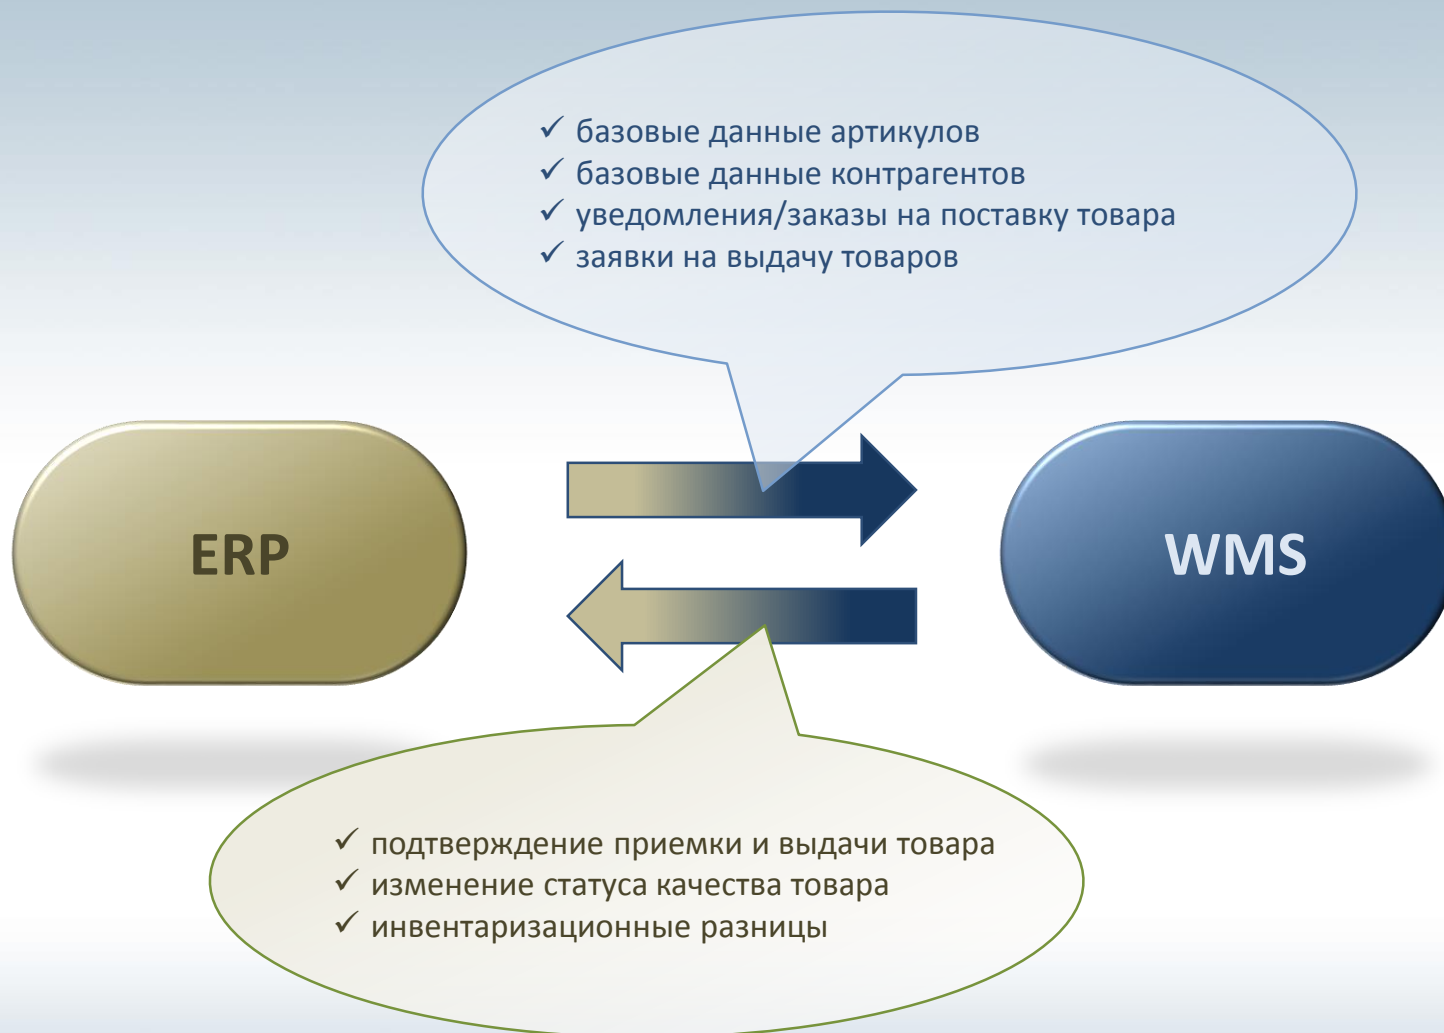 ✓ базовые данные артикулов
✓ базовые данные контрагентов
✓ уведомления/заказы на поставку товара
✓ заявки на выдачу товаров
ERP
WMS
✓ подтверждение приемки и выдачи товара
✓ изменение статуса качества товара
✓ инвентаризационные разницы